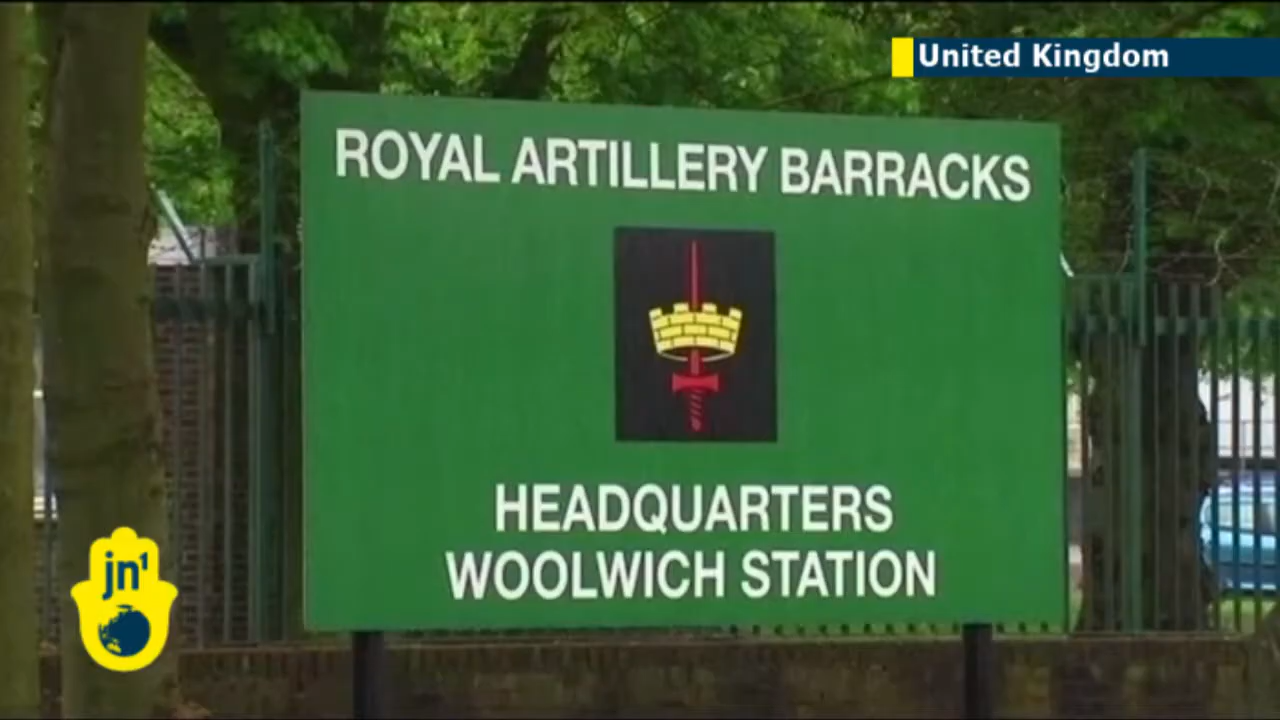 United Kingdom
ROYAL ARTILLERY BARRACKS
HEADQUARTERS
WOOLWICH STATION
jn1